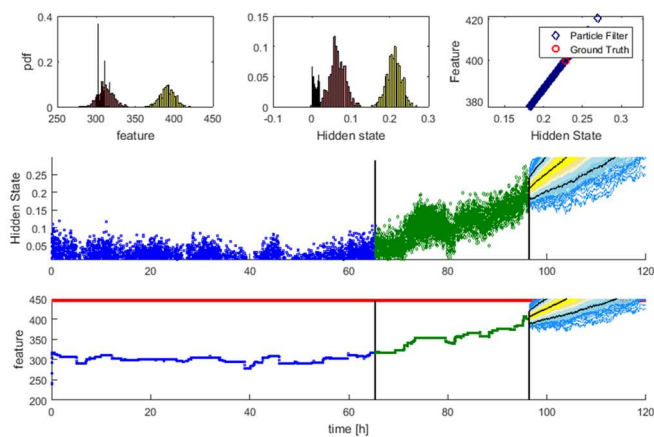 0.4
0.2
0
pdf
250 300 350 400 450
feature
0.15
0.1
0.05
0
-0.1 0 0.1 0.2 0.3
Hidden state
420
400
380
Feature
Particle Filter
Ground Truth
0.15 0.2 0.25 0.3
Hidden State
0.25
0.2
0.15
0.1
0.05
Hidden State
0 20 40 60 80 100 120
450
400
350
300
250
200
feature
0 20 40 60 80 100 120
time [h]